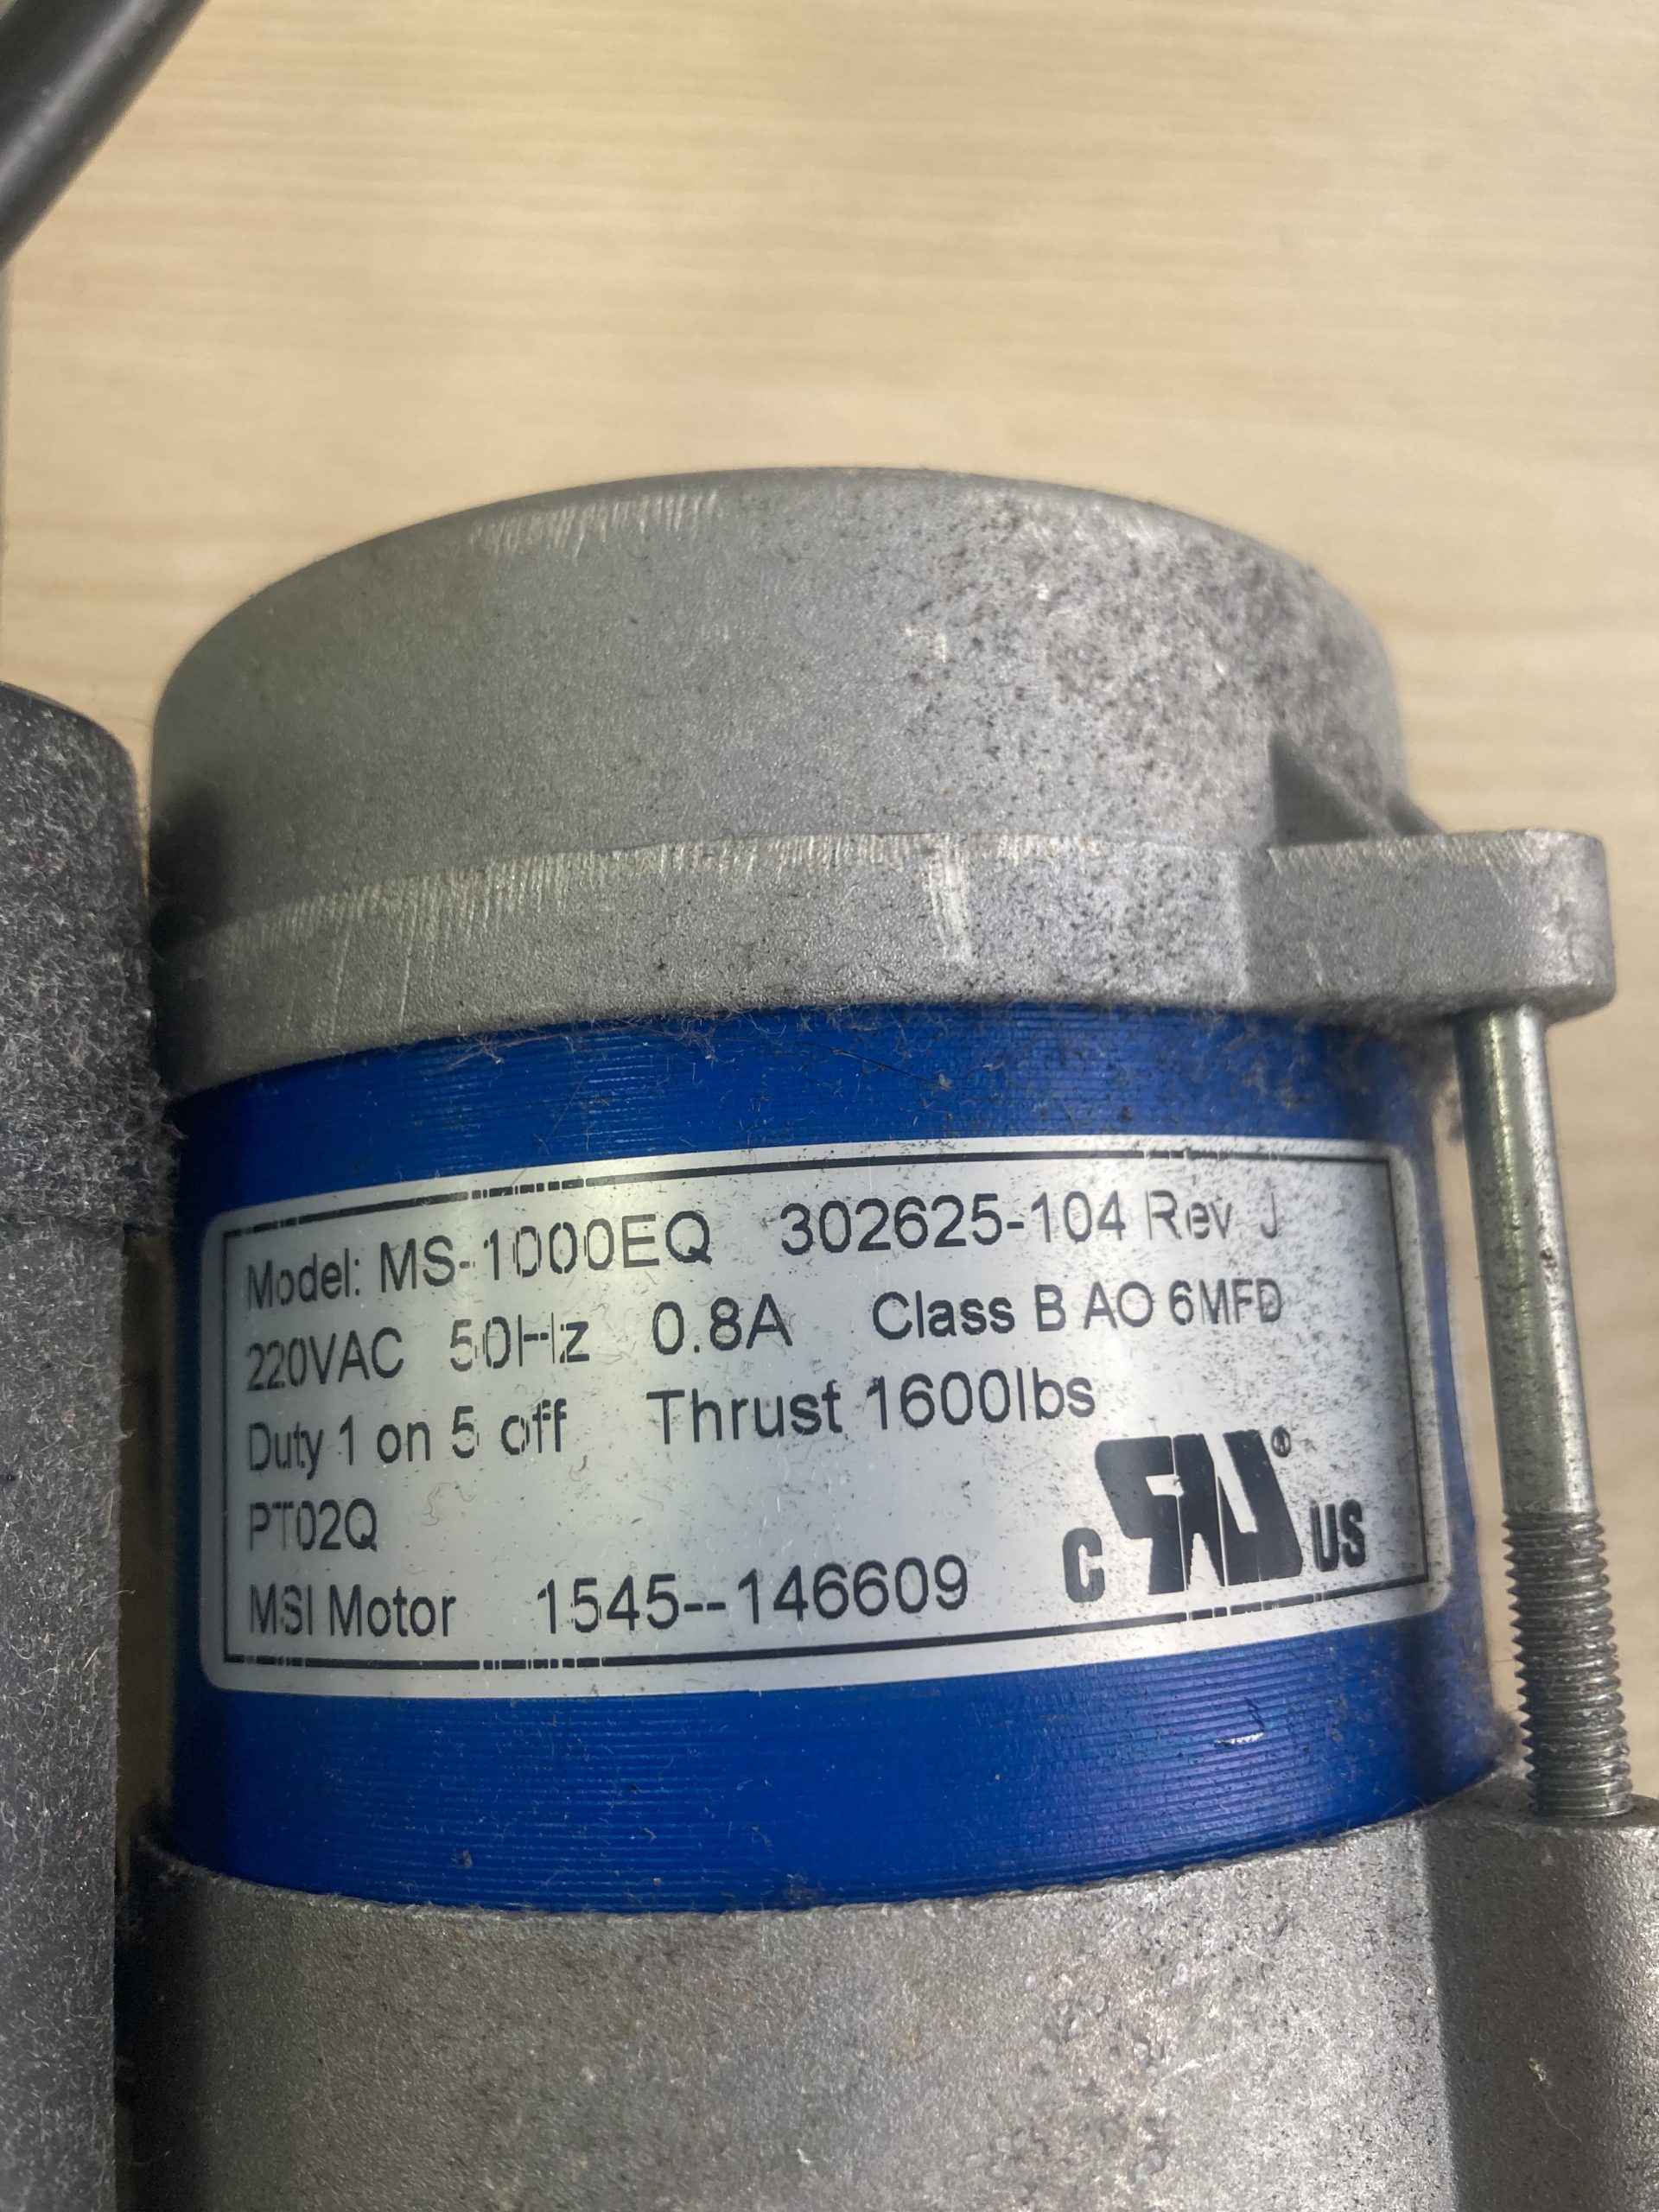 Model: MS-1000EQ 302625-104 Rev J
220VAC 50Hz 0.8A Class B AO 6MFD
Duty 1 on 5 off Thrust 1600lbs
PT02Q
MSI Motor 1545--146609
c RU® US